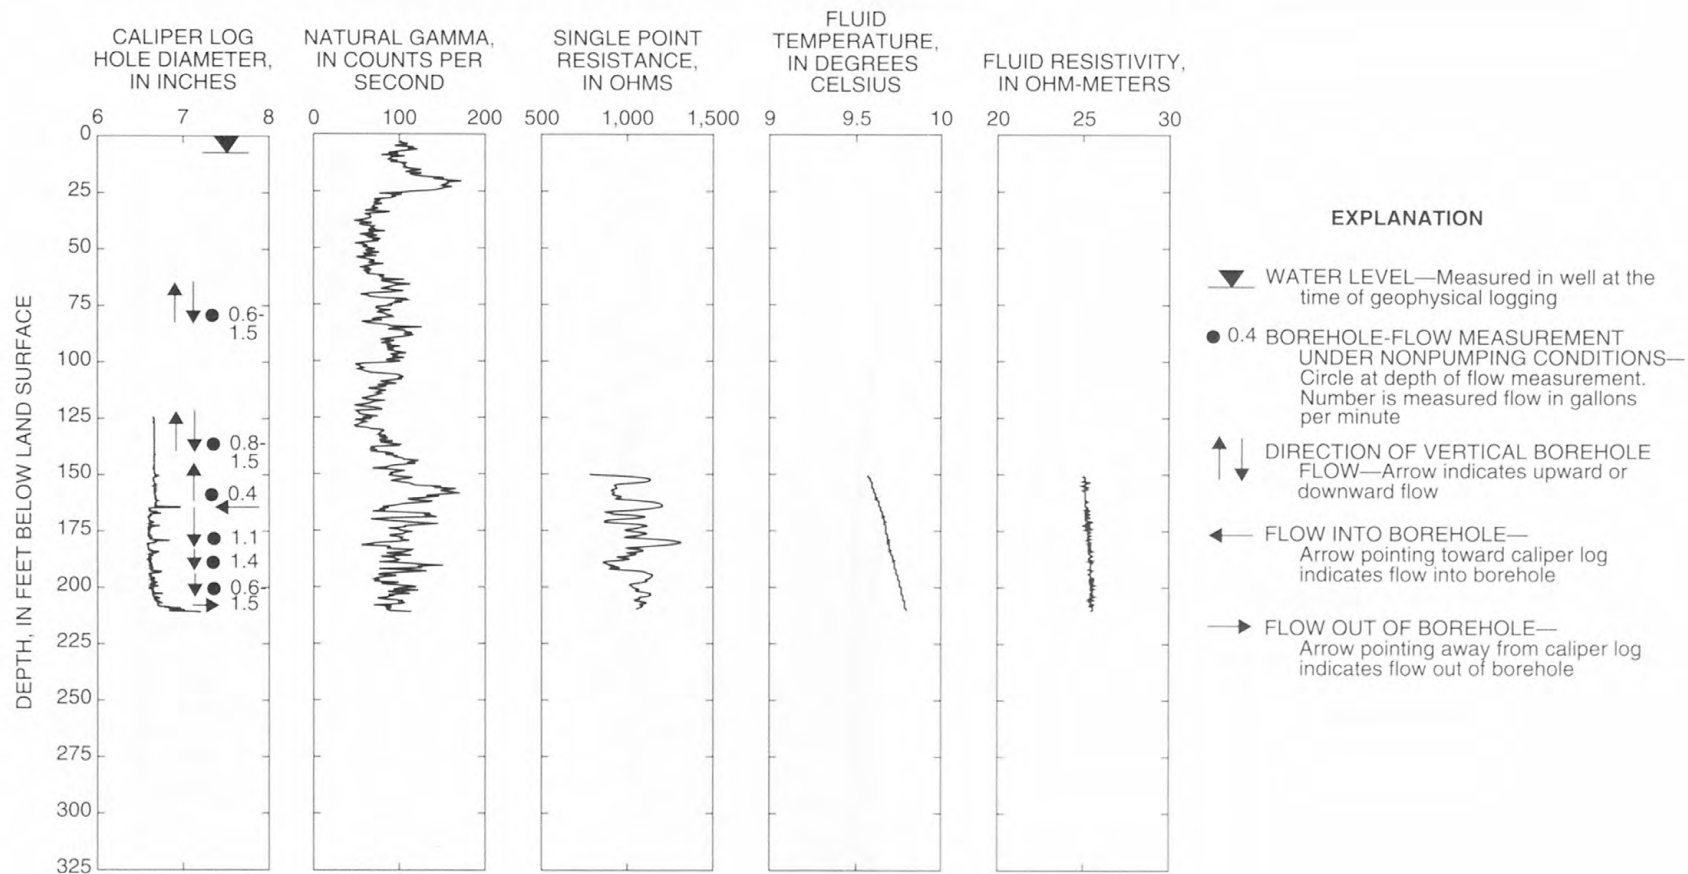 CALIPER LOG
HOLE DIAMETER,
IN INCHES
NATURAL GAMMA,
IN COUNTS PER
SECOND
SINGLE POINT
RESISTANCE,
IN OHMS
FLUID
TEMPERATURE,
IN DEGREES
CELSIUS
FLUID RESISTIVITY,
IN OHM-METERS
6 7 8
0 100 200
500 1,000 1,500
9 9.5 10
20 25 30
DEPTH, IN FEET BELOW LAND SURFACE
0
25
50
75
100
125
150
175
200
225
250
275
300
325
0.6-
1.5
0.8-
1.5
0.4
1.1
1.4
0.6-
1.5
EXPLANATION
WATER LEVEL—Measured in well at the
time of geophysical logging
0.4 BOREHOLE-FLOW MEASUREMENT
UNDER NONPUMPING CONDITIONS—
Circle at depth of flow measurement.
Number is measured flow in gallons
per minute
DIRECTION OF VERTICAL BOREHOLE
FLOW—Arrow indicates upward or
downward flow
FLOW INTO BOREHOLE—
Arrow pointing toward caliper log
indicates flow into borehole
FLOW OUT OF BOREHOLE—
Arrow pointing away from caliper log
indicates flow out of borehole